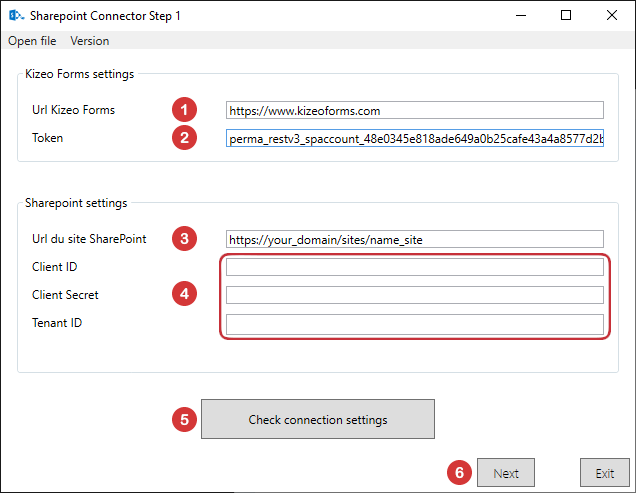 Sharepoint Connector Step 1
Open file Version
Kizeo Forms settings
Url Kizeo Forms 1 https://www.kizeoforms.com
Token 2 perma_restv3_spaccount_48e0345e818ade649a0b25cafe43a4a8577d2b
Sharepoint settings
Url du site SharePoint 3 https://your_domain/sites/name_site
Client ID
Client Secret 4
Tenant ID
5 Check connection settings
6 Next Exit